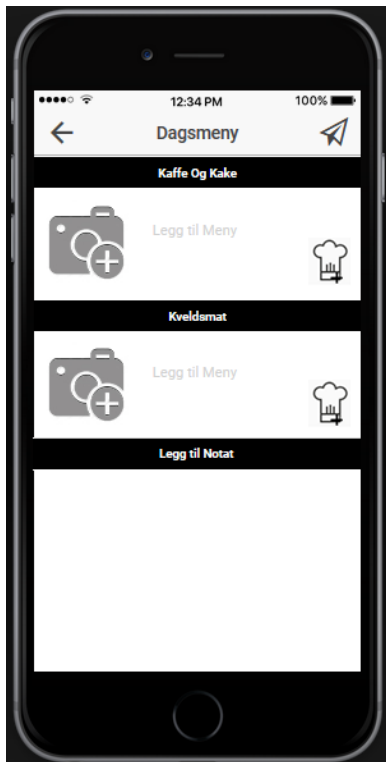 12:34 PM
100%
Dagsmeny
Kaffe Og Kake
Legg til Meny
Kveldsmat
Legg til Meny
Legg til Notat